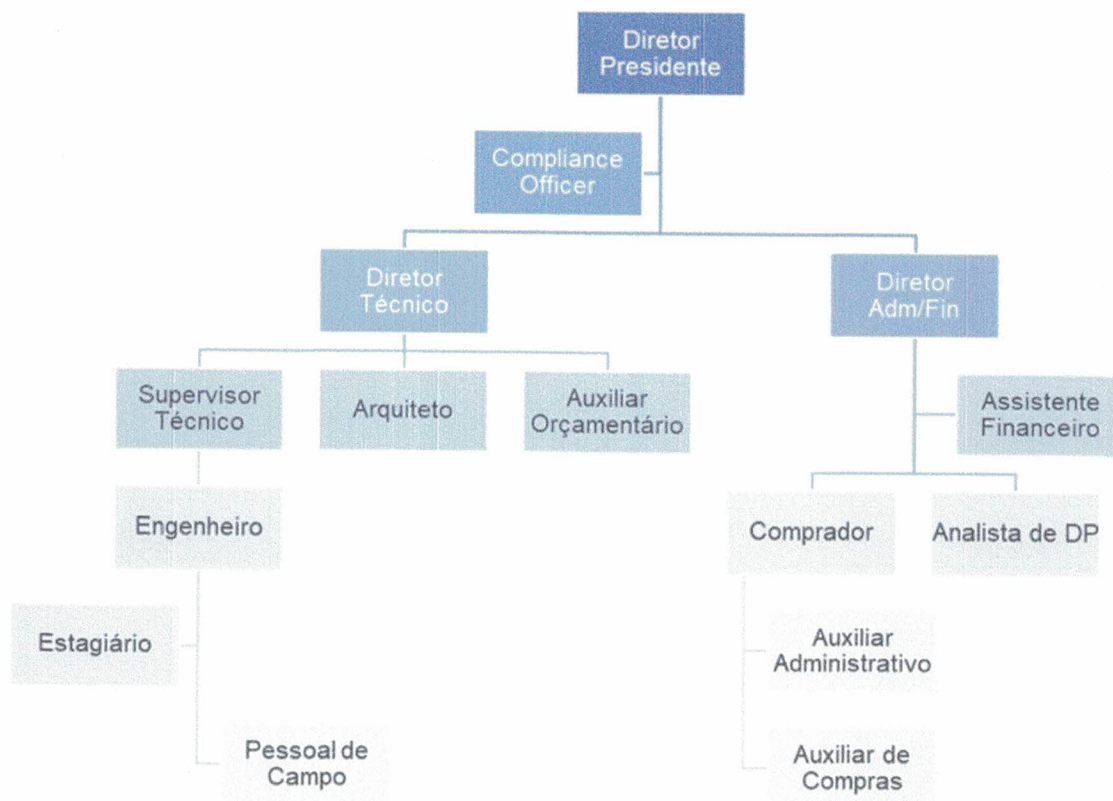 Diretor
Presidente
Compliance
Officer
Diretor
Técnico
Diretor
Adm/Fin
Supervisor
Técnico
Arquiteto
Auxiliar
Orçamentário
Assistente
Financeiro
Engenheiro
Comprador
Analista de DP
Estagiário
Auxiliar
Administrativo
Pessoal de
Campo
Auxiliar de
Compras